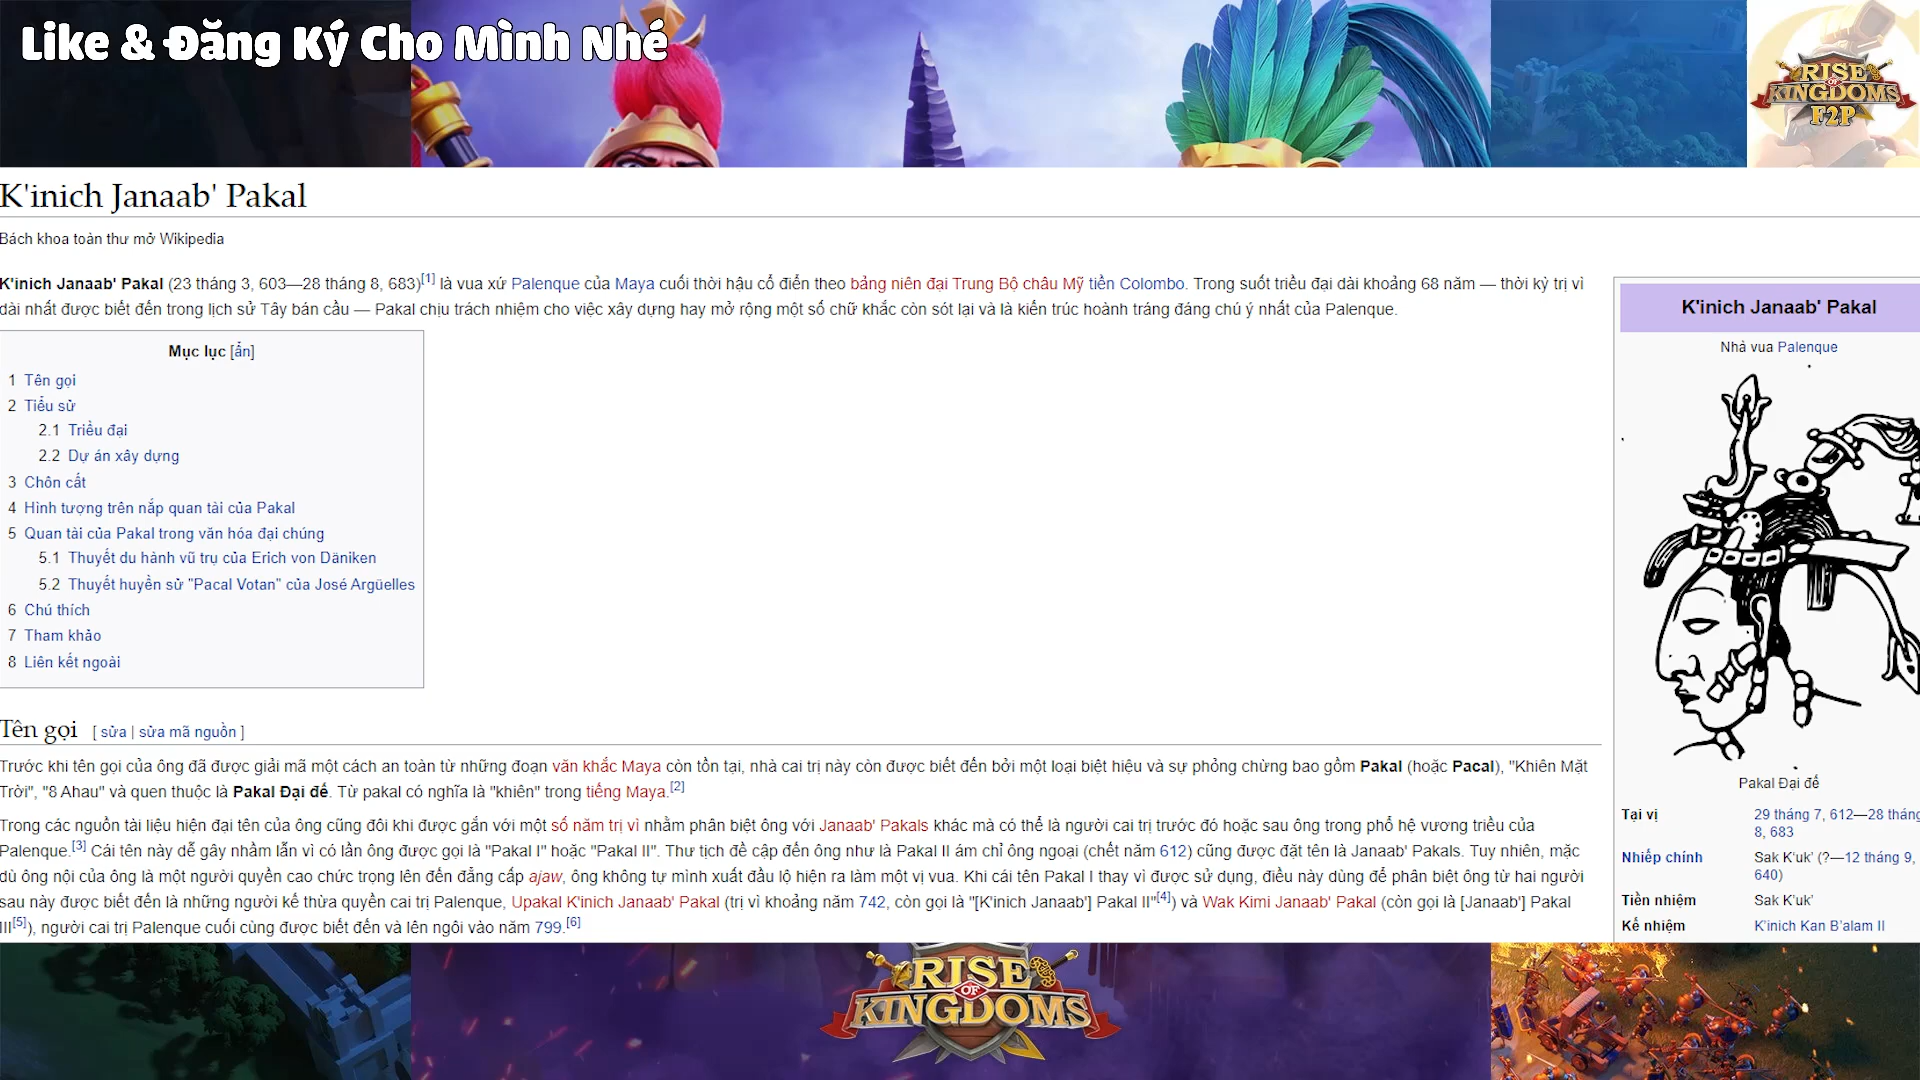 Like & Đăng Ký Cho Mình Nhé
RISE
OF
KINGDOMS
F2P
K'inich Janaab' Pakal
Bách khoa toàn thư mở Wikipedia
K'inich Janaab' Pakal (23 tháng 3, 603—28 tháng 8, 683)[1] là vua xứ Palenque của Maya cuối thời hậu cổ điển theo bảng niên đại Trung Bộ châu Mỹ tiền Colombo. Trong suốt triều đại dài khoảng 68 năm — thời kỳ trị vì
dài nhất được biết đến trong lịch sử Tây bán cầu — Pakal chịu trách nhiệm cho việc xây dựng hay mở rộng một số chữ khắc còn sót lại và là kiến trúc hoành tráng đáng chú ý nhất của Palenque.
Mục lục [ẩn]
1 Tên gọi
2 Tiểu sử
2.1 Triều đại
2.2 Dự án xây dựng
3 Chôn cất
4 Hình tượng trên nắp quan tài của Pakal
5 Quan tài của Pakal trong văn hóa đại chúng
5.1 Thuyết du hành vũ trụ của Erich von Däniken
5.2 Thuyết huyền sử "Pacal Votan" của José Argüelles
6 Chú thích
7 Tham khảo
8 Liên kết ngoài
Tên gọi [ sửa | sửa mã nguồn ]
Trước khi tên gọi của ông đã được giải mã một cách an toàn từ những đoạn văn khắc Maya còn tồn tại, nhà cai trị này còn được biết đến bởi một loại biệt hiệu và sự phỏng chừng bao gồm Pakal (hoặc Pacal), "Khiên Mặt
Trời", "8 Ahau" và quen thuộc là Pakal Đại đế. Từ pakal có nghĩa là "khiên" trong tiếng Maya.[2]
Trong các nguồn tài liệu hiện đại tên của ông cũng đôi khi được gắn với một số năm trị vì nhằm phân biệt ông với Janaab' Pakals khác mà có thể là người cai trị trước đó hoặc sau ông trong phổ hệ vương triều của
Palenque.[3] Cái tên này dễ gây nhầm lẫn vì có lần ông được gọi là "Pakal I" hoặc "Pakal II". Thư tịch đề cập đến ông như là Pakal II ám chỉ ông ngoại (chết năm 612) cũng được đặt tên là Janaab' Pakals. Tuy nhiên, mặc
dù ông nội của ông là một người quyền cao chức trọng lên đến đẳng cấp ajaw, ông không tự mình xuất đầu lộ hiện ra làm một vị vua. Khi cái tên Pakal I thay vì được sử dụng, điều này dùng để phân biệt ông từ hai người
sau này được biết đến là những người kế thừa quyền cai trị Palenque, Upakal K'inich Janaab' Pakal (trị vì khoảng năm 742, còn gọi là "[K'inich Janaab'] Pakal II"[4]) và Wak Kimi Janaab' Pakal (còn gọi là [Janaab'] Pakal
III[5]), người cai trị Palenque cuối cùng được biết đến và lên ngôi vào năm 799.[6]
K'inich Janaab' Pakal
Nhà vua Palenque
Pakal Đại đế
Tại vị 29 tháng 7, 612—28 tháng
8, 683
Nhiếp chính Sak K'uk' (?—12 tháng 9,
640)
Tiền nhiệm Sak K'uk'
Kế nhiệm K'inich Kan B'alam II
RISE
OF
KINGDOMS